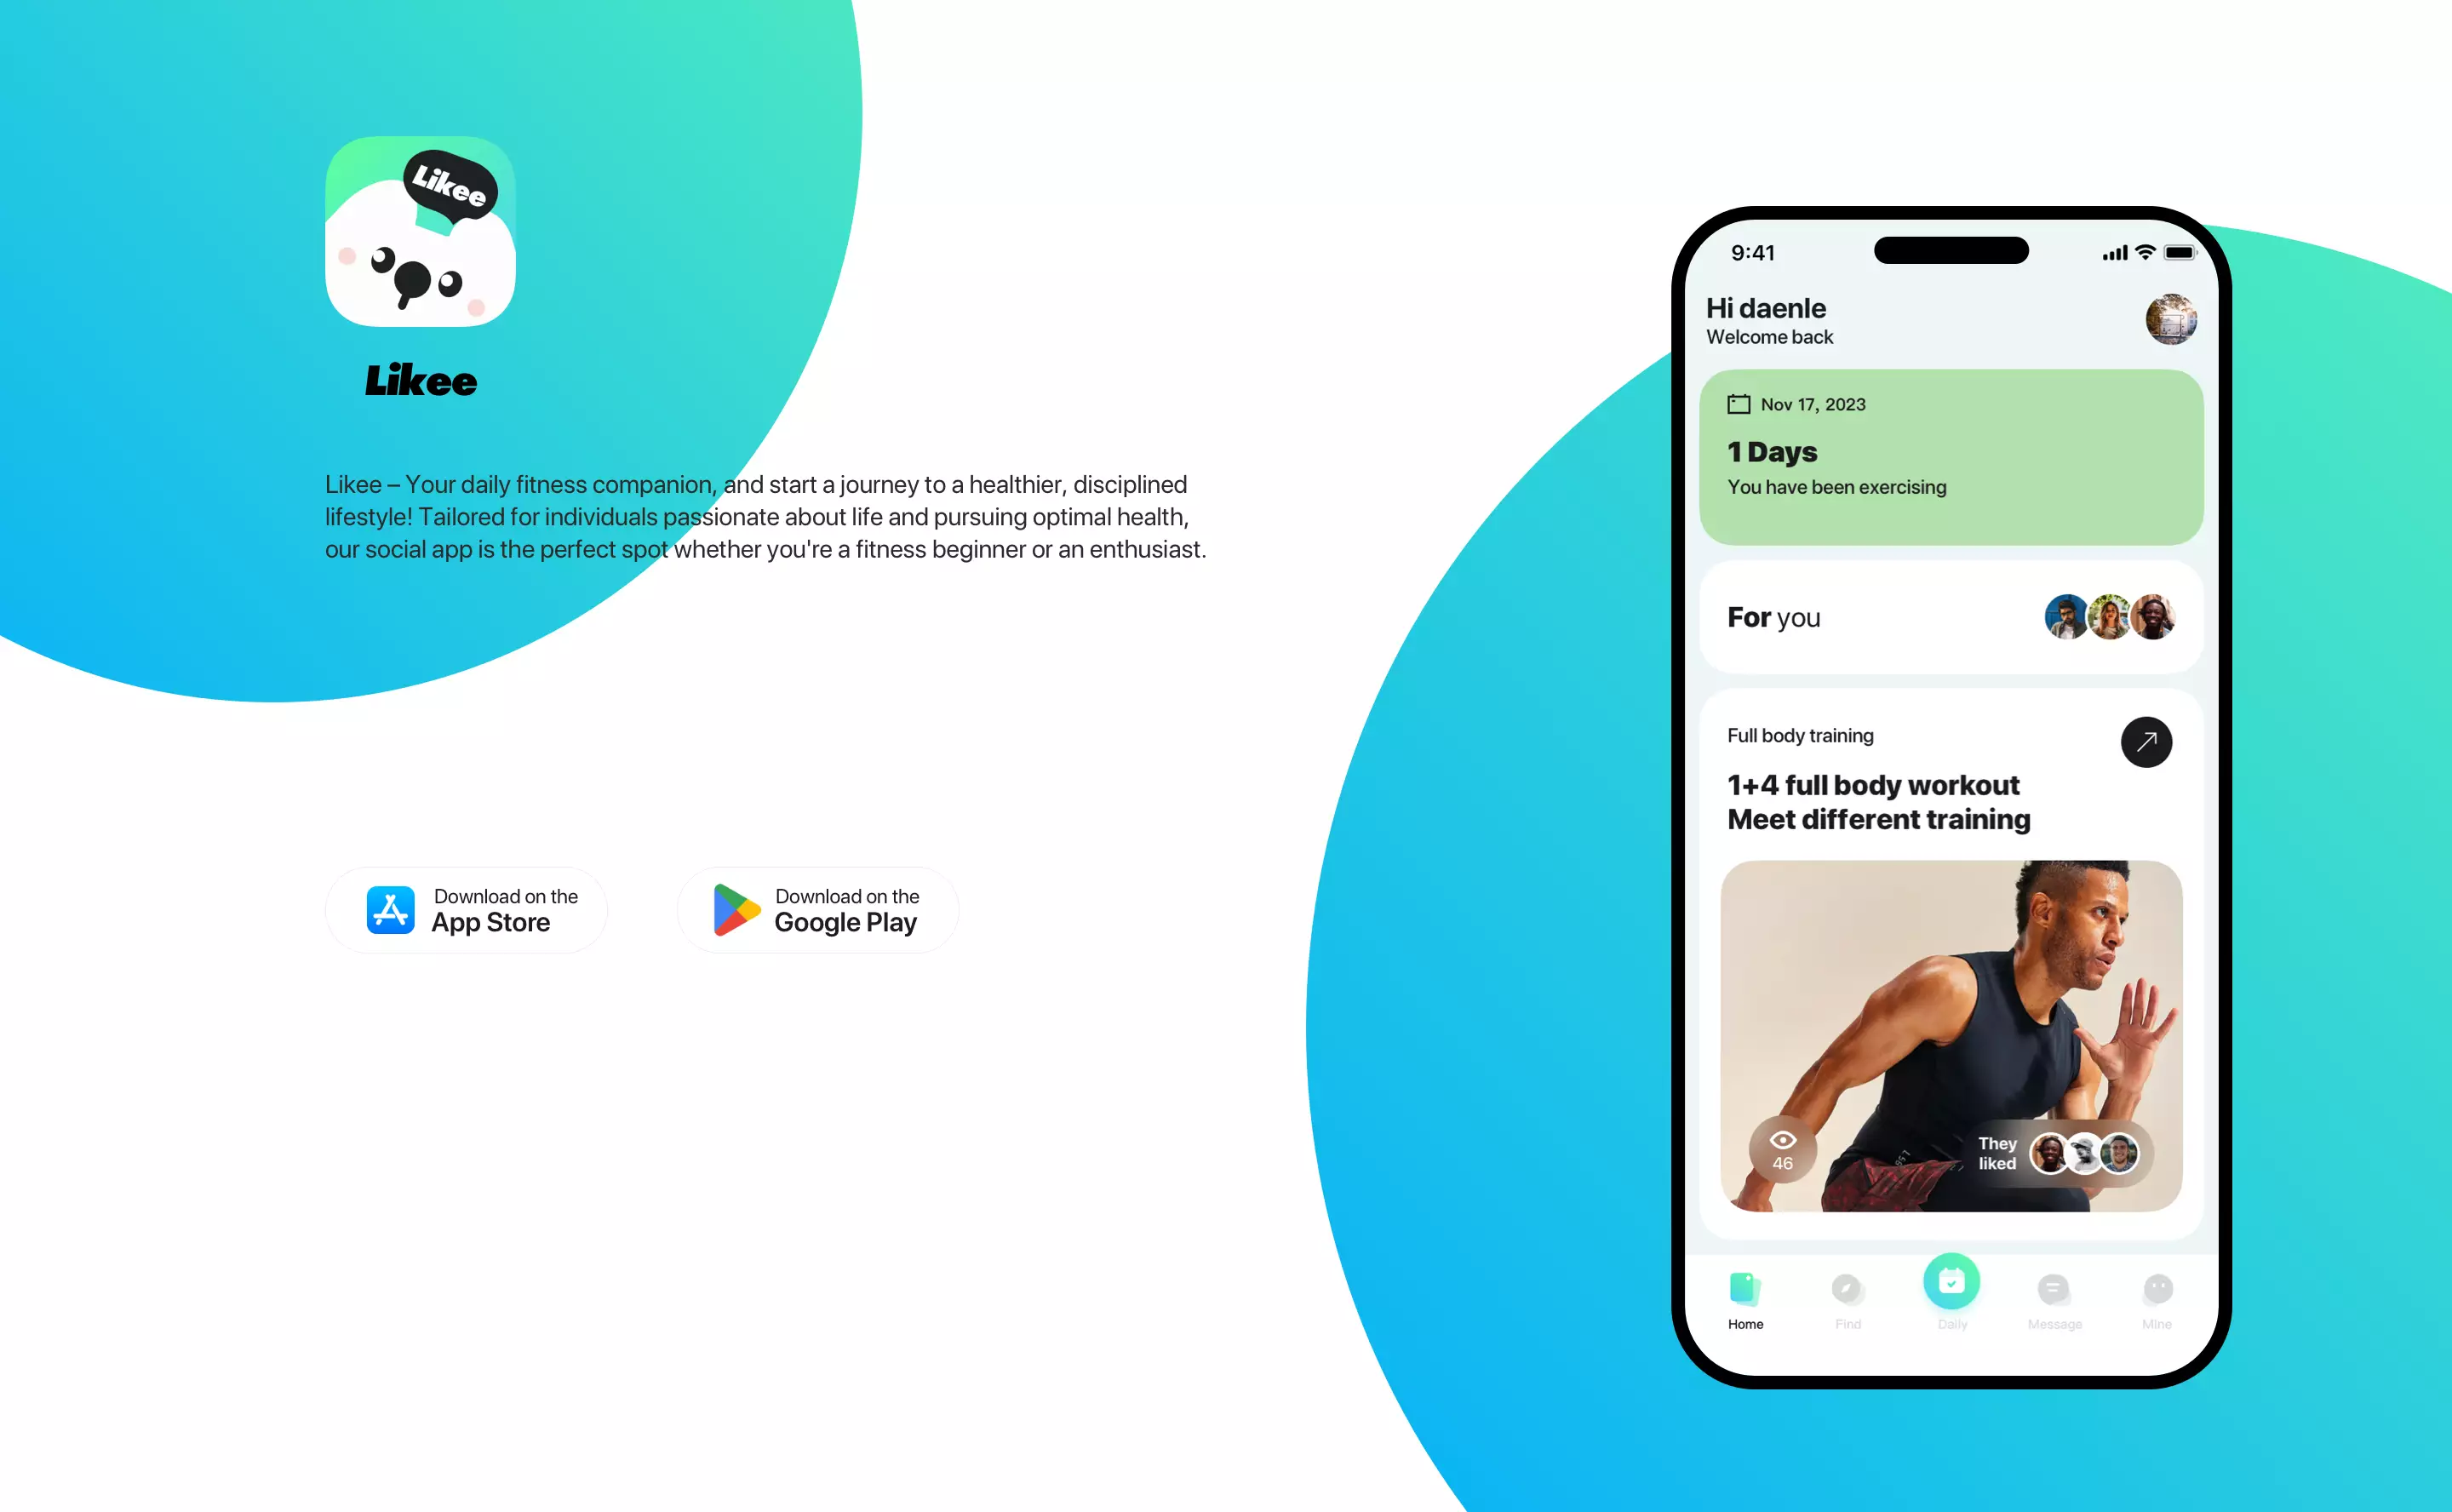 Likee
Likee
Likee – Your daily fitness companion, and start a journey to a healthier, disciplined
lifestyle! Tailored for individuals passionate about life and pursuing optimal health,
our social app is the perfect spot whether you're a fitness beginner or an enthusiast.
Download on the
App Store
Download on the
Google Play
9:41
Hi daenle
Welcome back
Nov 17, 2023
1 Days
You have been exercising
For you
Full body training
1+4 full body workout
Meet different training
46
They
liked
Home
Find
Daily
Message
Mine